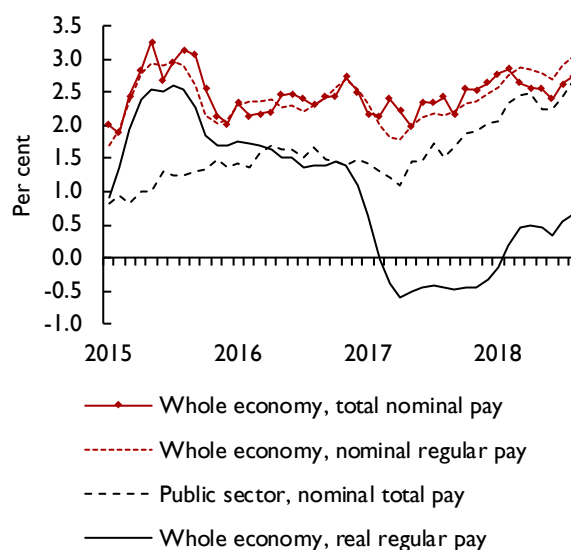 3.5
3.0
2.5
2.0
1.5
1.0
0.5
0.0
-0.5
-1.0
Per cent
2015 2016 2017 2018
Whole economy, total nominal pay
Whole economy, nominal regular pay
Public sector, nominal total pay
Whole economy, real regular pay